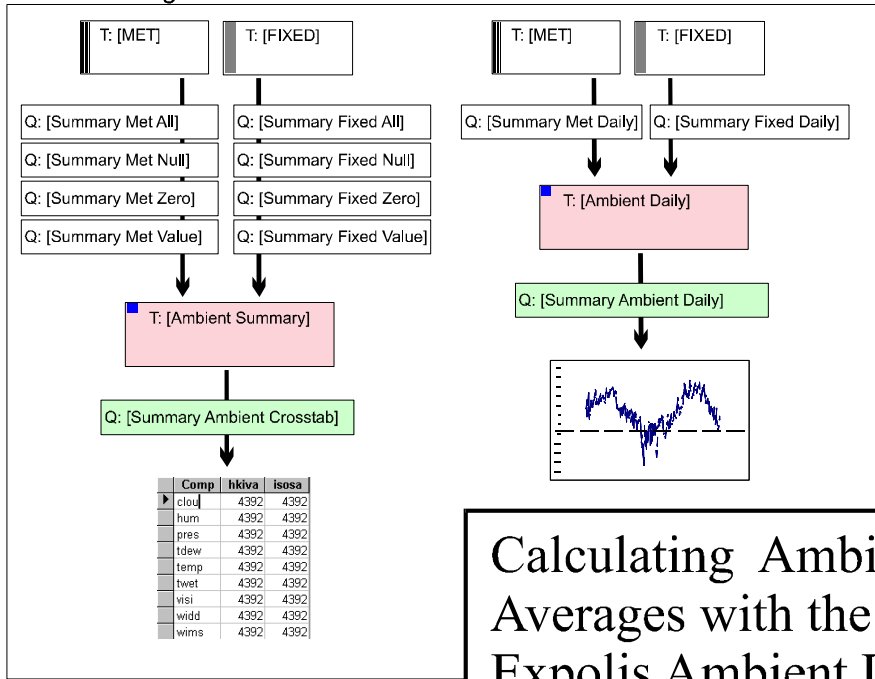 T: [MET]
T: [FIXED]
Q: [Summary Met All]
Q: [Summary Fixed All]
Q: [Summary Met Null]
Q: [Summary Fixed Null]
Q: [Summary Met Zero]
Q: [Summary Fixed Zero]
Q: [Summary Met Value]
Q: [Summary Fixed Value]
T: [Ambient Summary]
Q: [Summary Ambient Crosstab]
Comp hkiva isosa
clou 4392 4392
hum 4392 4392
pres 4392 4392
tdew 4392 4392
temp 4392 4392
twet 4392 4392
visi 4392 4392
widd 4392 4392
wims 4392 4392
T: [MET]
T: [FIXED]
Q: [Summary Met Daily]
Q: [Summary Fixed Daily]
T: [Ambient Daily]
Q: [Summary Ambient Daily]
Calculating Ambi
Averages with the
Expolis Ambient